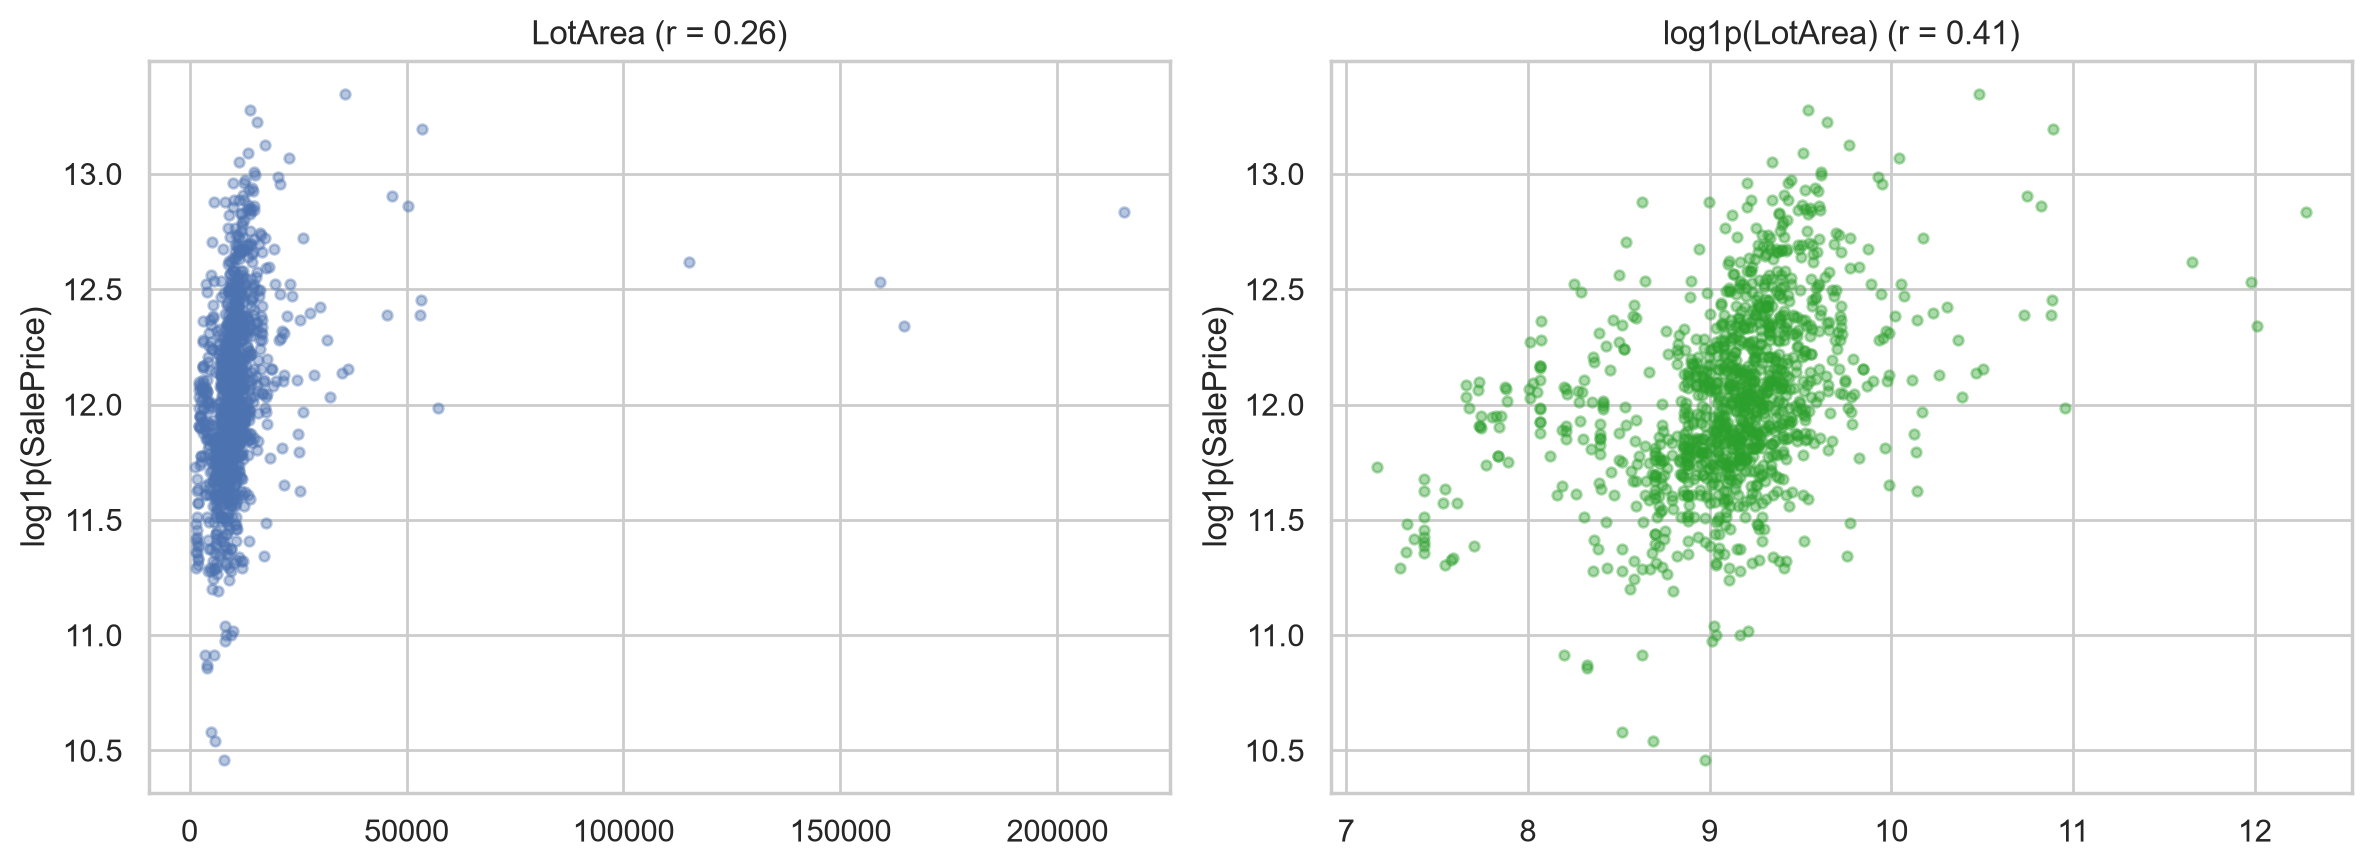 LotArea (r = 0.26)
log1p(SalePrice)
13.0
12.5
12.0
11.5
11.0
10.5
0 50000 100000 150000 200000
log1p(LotArea) (r = 0.41)
log1p(SalePrice)
13.0
12.5
12.0
11.5
11.0
10.5
7 8 9 10 11 12